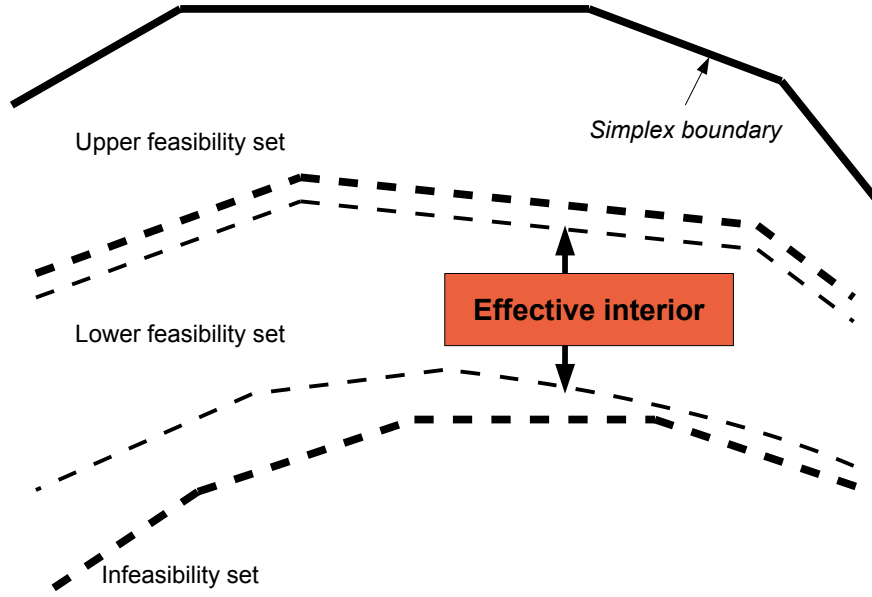 Simplex boundary
Upper feasibility set
Effective interior
Lower feasibility set
Infeasibility set